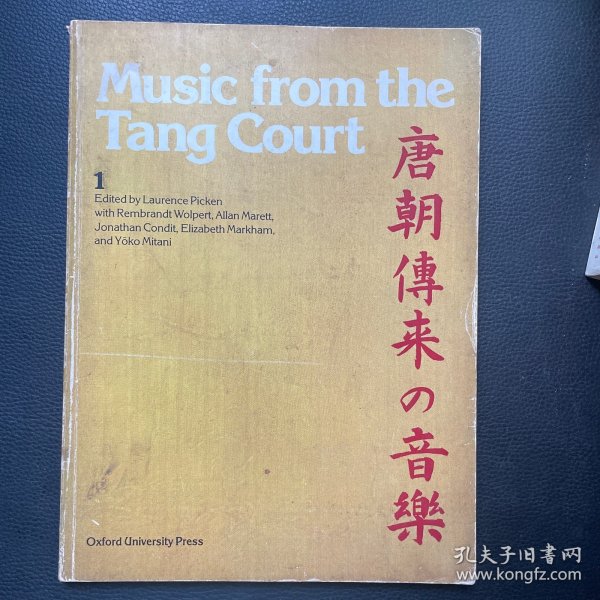 Music from the
Tang Court
1
Edited by Laurence Picken
with Rembrandt Wolpert, Allan Marett,
Jonathan Condit, Elizabeth Markham,
and Yōko Mitani
唐朝傳来の音樂
Oxford University Press
孔夫子旧书网
www.kongfz.com